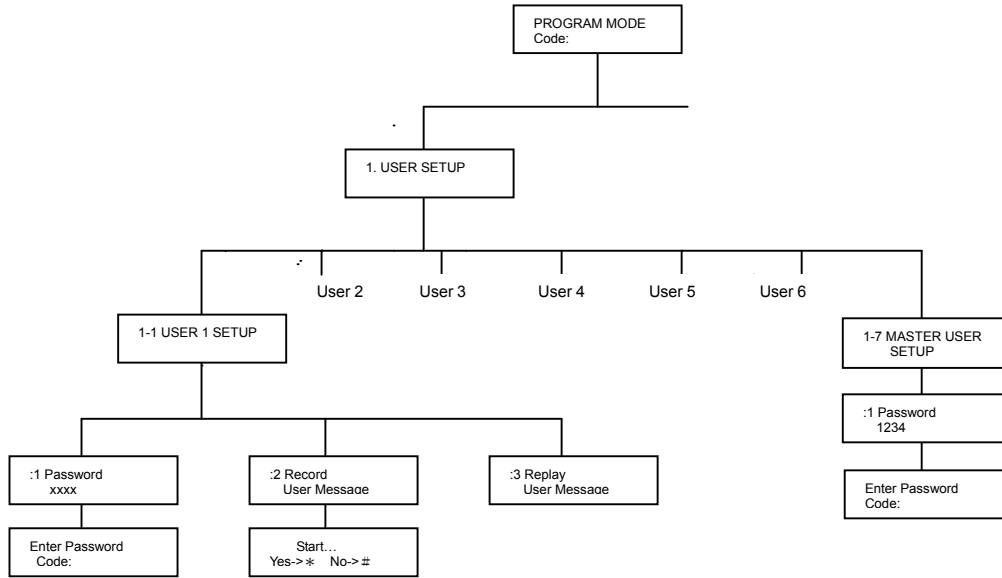 PROGRAM MODE
Code:
1. USER SETUP
User 2 User 3 User 4 User 5 User 6
1-1 USER 1 SETUP
1-7 MASTER USER
SETUP
:1 Password
1234
Enter Password
Code:
:1 Password
xxxx
:2 Record
User Message
:3 Replay
User Message
Enter Password
Code:
Start...
Yes->* No->#